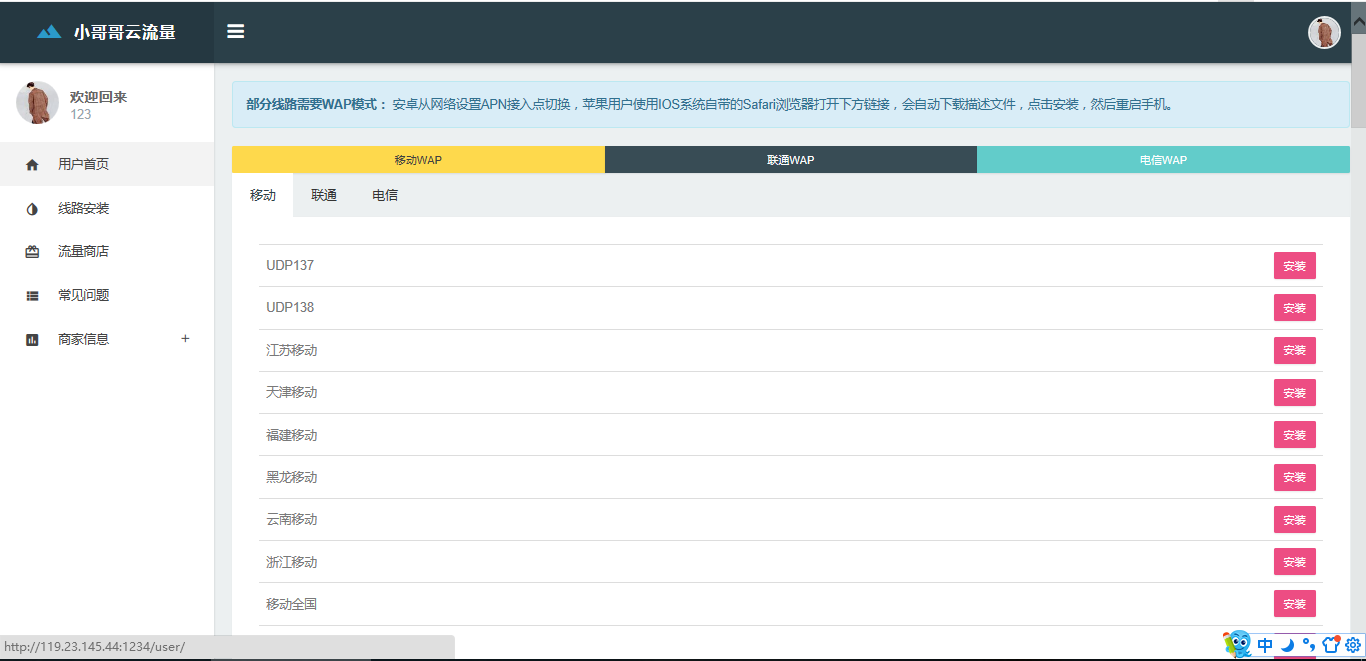 小哥哥云流量
欢迎回来
123
用户首页
线路安装
流量商店
常见问题
商家信息 +
部分线路需要WAP模式： 安卓从网络设置APN接入点切换，苹果用户使用IOS系统自带的Safari浏览器打开下方链接，会自动下载描述文件，点击安装，然后重启手机。
移动WAP 联通WAP 电信WAP
移动 联通 电信
UDP137 安装
UDP138 安装
江苏移动 安装
天津移动 安装
福建移动 安装
黑龙移动 安装
云南移动 安装
浙江移动 安装
移动全国 安装
http://119.23.145.44:1234/user/
中